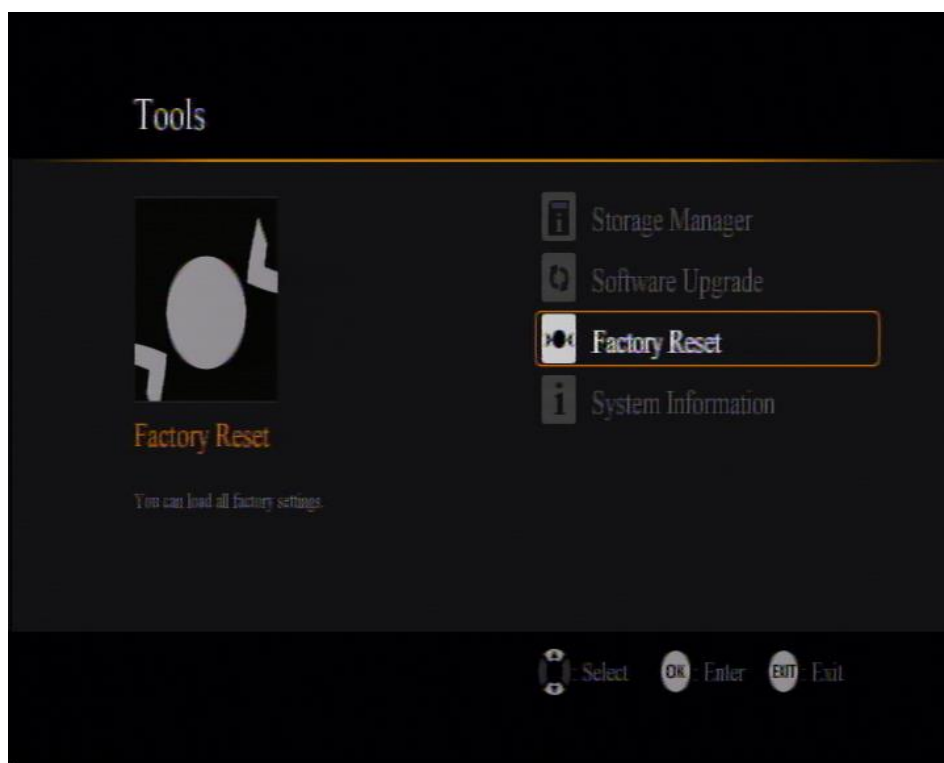 Tools
Storage Manager
Software Upgrade
Factory Reset
System Information
Factory Reset
You can load all factory settings.
: Select OK : Enter EXIT : Exit